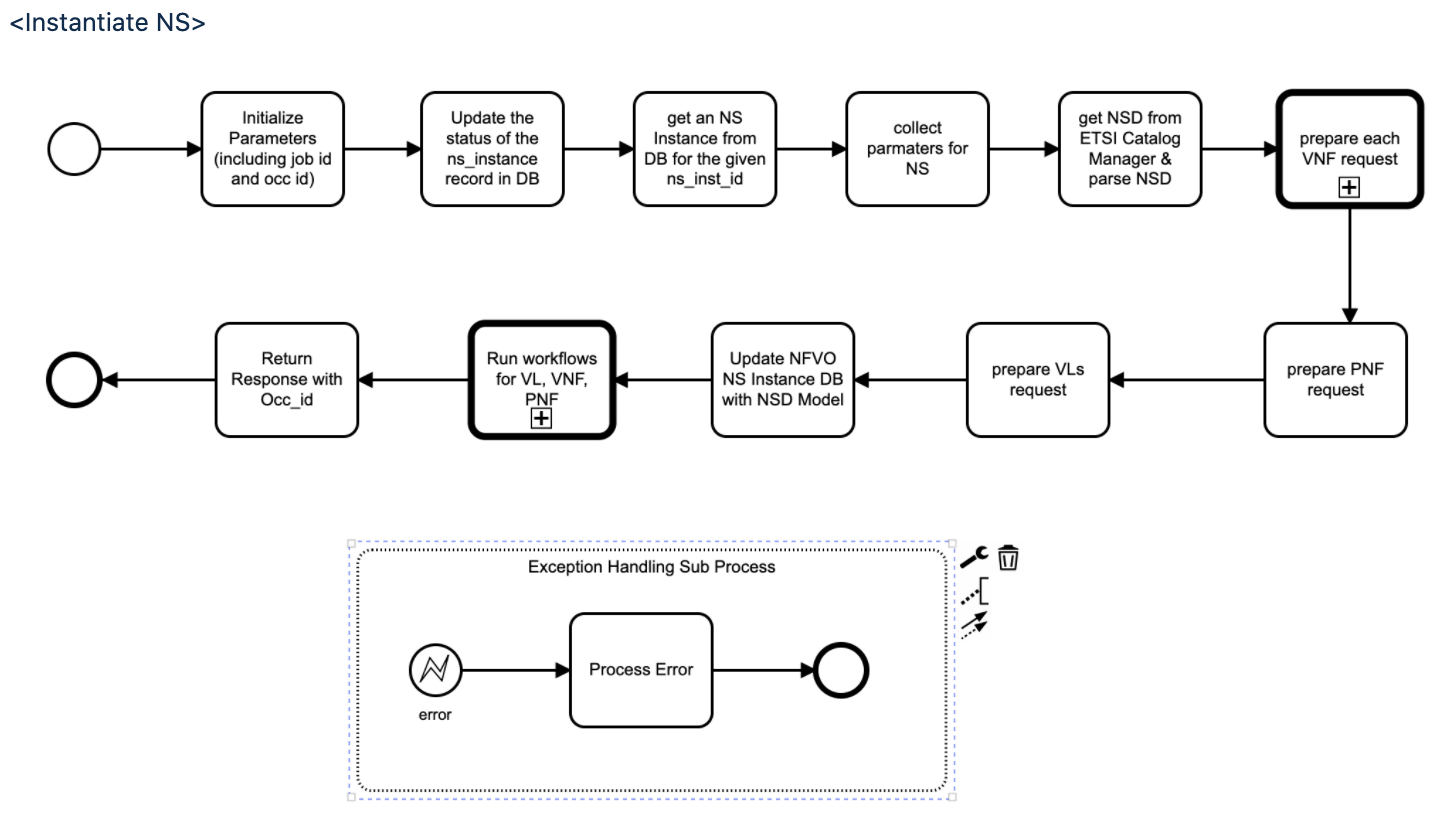 <Instantiate NS>
Initialize
Parameters
(including job id
and occ id)
Update the
status of the
ns_instance
record in DB
get an NS
Instance from
DB for the given
ns_inst_id
collect
parmaters for
NS
get NSD from
ETSI Catalog
Manager &
parse NSD
prepare each
VNF request
Return
Response with
Occ_id
Run workflows
for VL, VNF,
PNF
Update NFVO
NS Instance DB
with NSD Model
prepare VLs
request
prepare PNF
request
Exception Handling Sub Process
Process Error
error